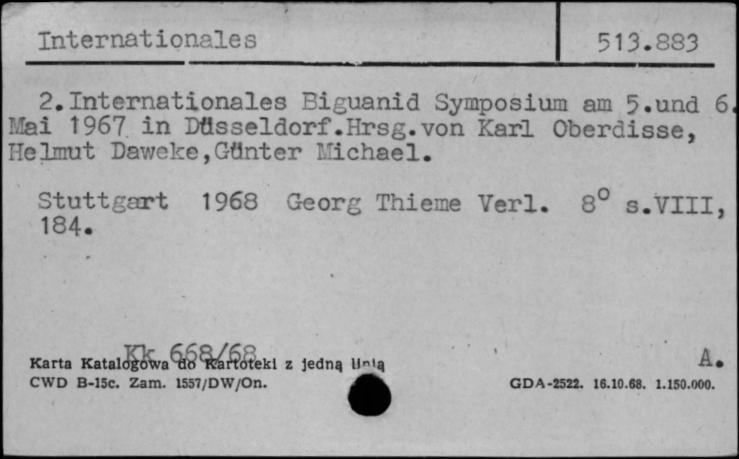 Internationales 513.883
2.Internationales Biguanid Symposium am 5.und 6.
Mai 1967 in Düsseldorf.Hrsg.von Karl Oberdisse,
Helmut Daweke,Günter Michael.
Stuttgart 1968 Georg Thieme Verl. 8° s.VIII,
184.
Kk 668/68 A.
Karta Katalogowa do Kartoteki z jedną linią
CWD B-15c. Zam. 1557/DW/On. GDA-2522. 16.10.68. 1.150.000.